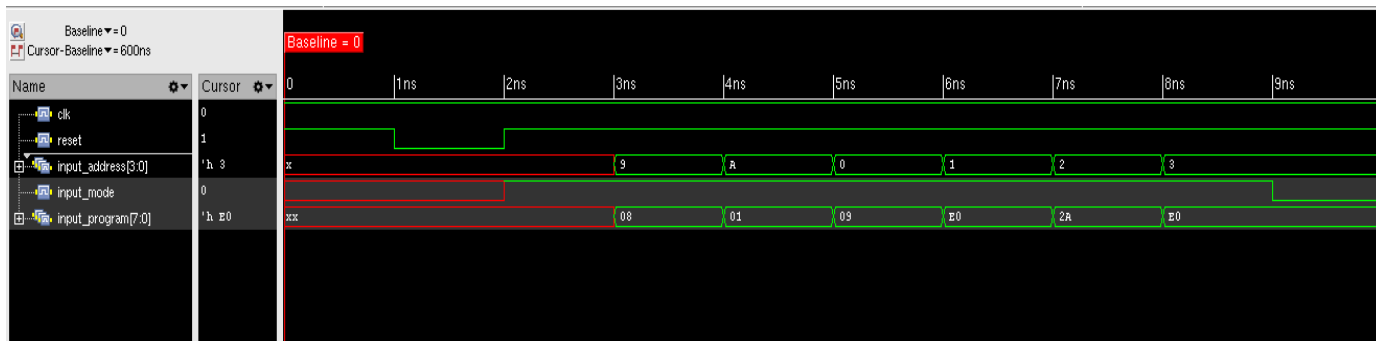 Baseline ▾= 0
Cursor-Baseline ▾= 600ns
Baseline = 0
Name Cursor 0 1ns 2ns 3ns 4ns 5ns 6ns 7ns 8ns 9ns
clk 0
reset 1
input_address[3:0] 'h 3 x 9 A 0 1 2 3
input_mode 0
input_program[7:0] 'h E0 xx 08 01 09 E0 2A E0